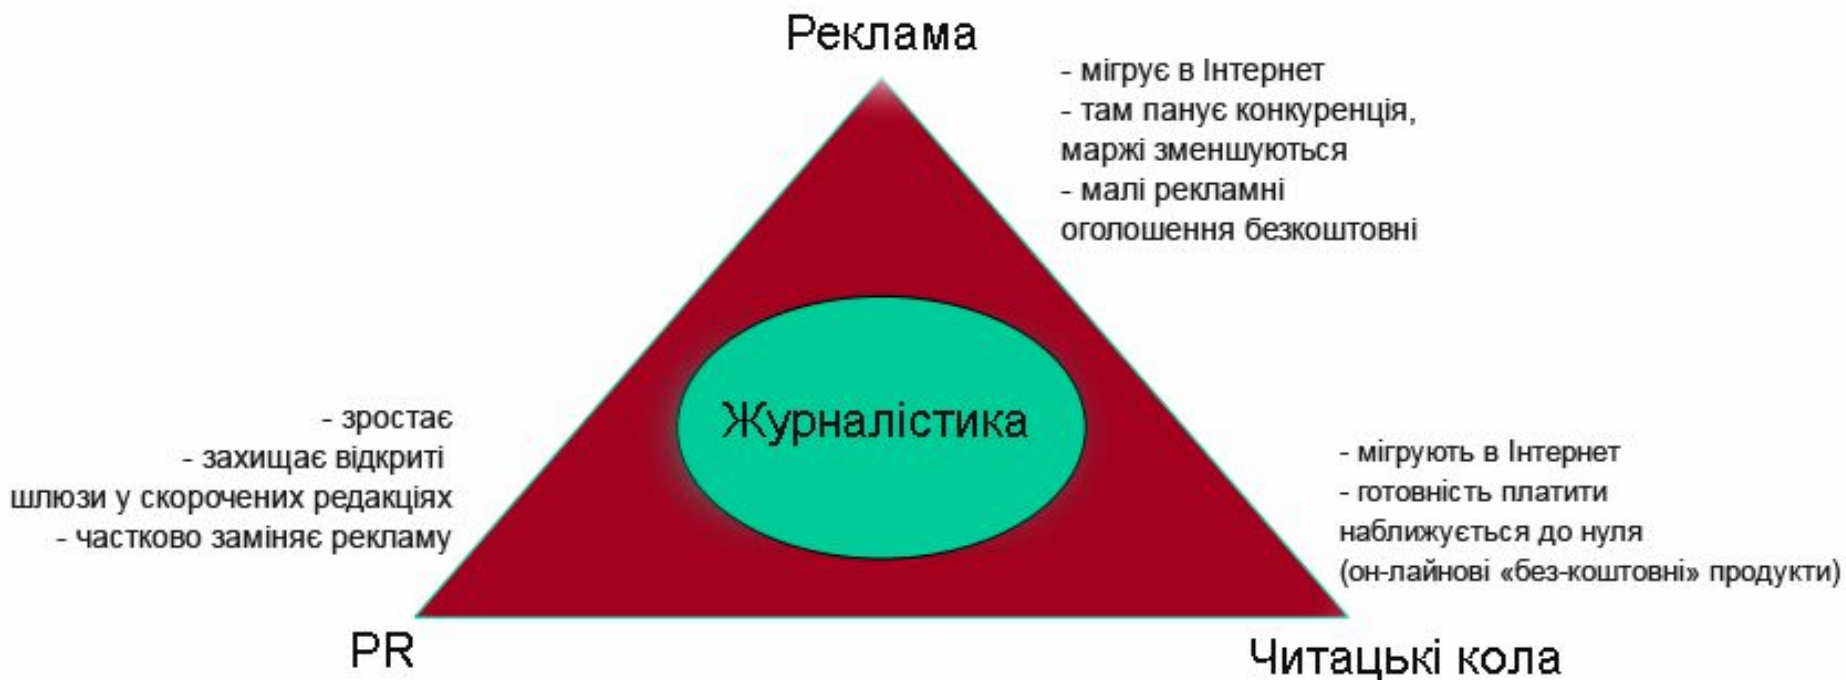 Реклама
- мігрує в Інтернет
- там панує конкуренція,
маржі зменшуються
- малі рекламні
оголошення безкоштовні
Журналістика
- зростає
- захищає відкриті
шлюзи у скорочених редакціях
- частково заміняє рекламу
- мігрують в Інтернет
- готовність платити
наближується до нуля
(он-лайнові «без-коштовні» продукти)
PR
Читацькі кола